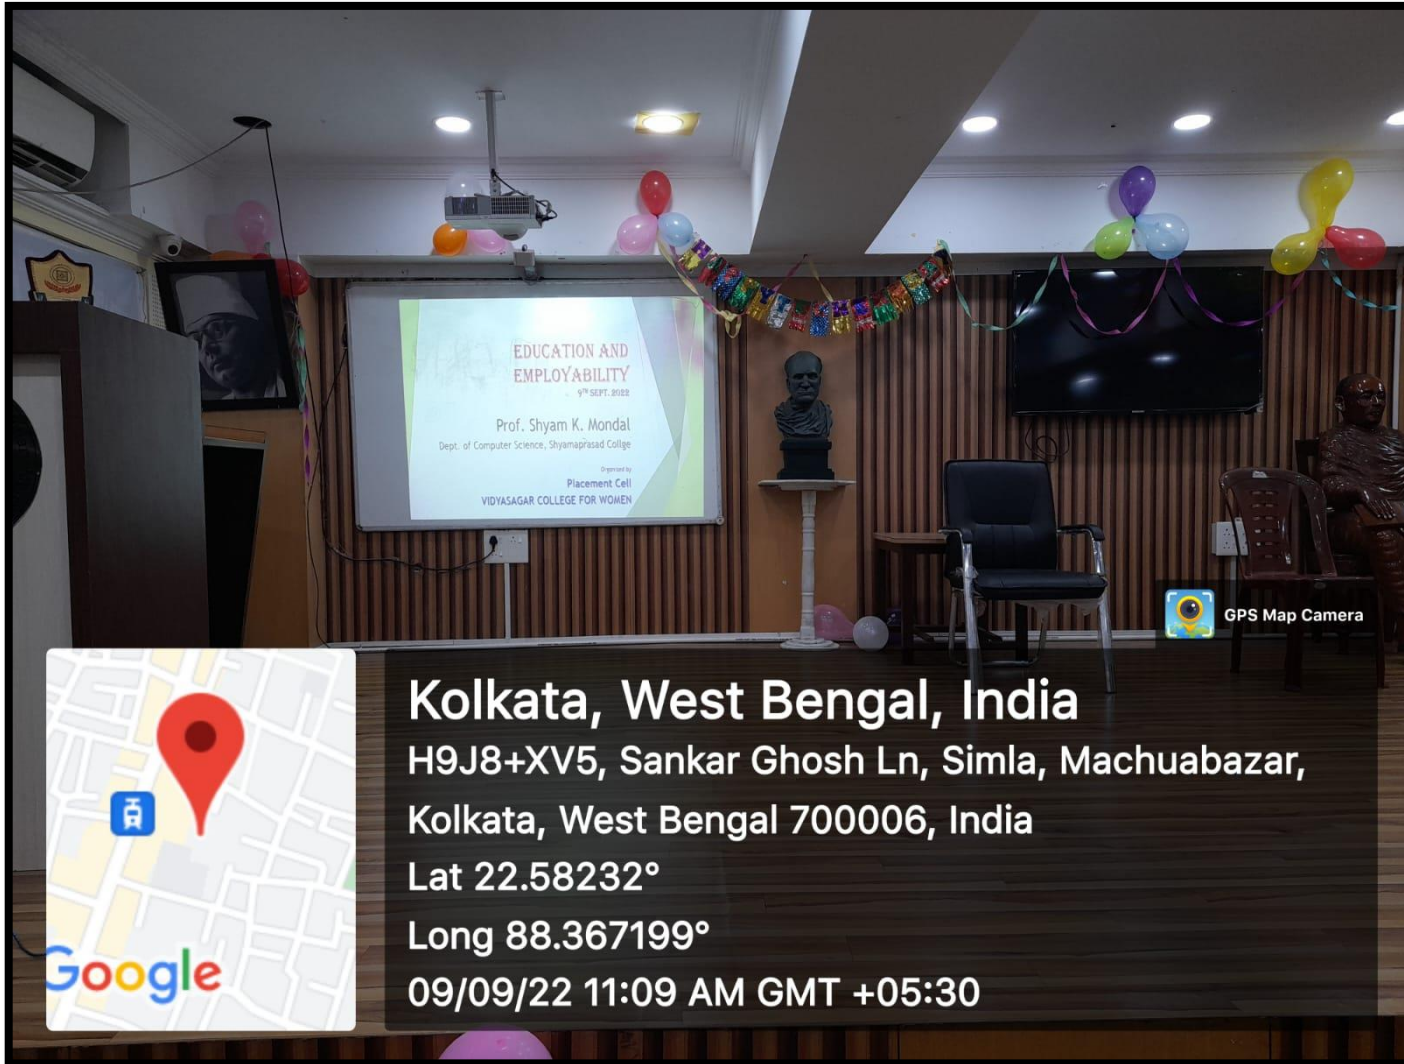 EDUCATION AND
EMPLOYABILITY
9TH SEPT. 2022
Prof. Shyam K. Mondal
Dept. of Computer Science, Shyamaprasad Collge
Organised by
Placement Cell
VIDYASAGAR COLLEGE FOR WOMEN
GPS Map Camera
Kolkata, West Bengal, India
H9J8+XV5, Sankar Ghosh Ln, Simla, Machuabazar,
Kolkata, West Bengal 700006, India
Lat 22.58232°
Long 88.367199°
09/09/22 11:09 AM GMT +05:30
Google